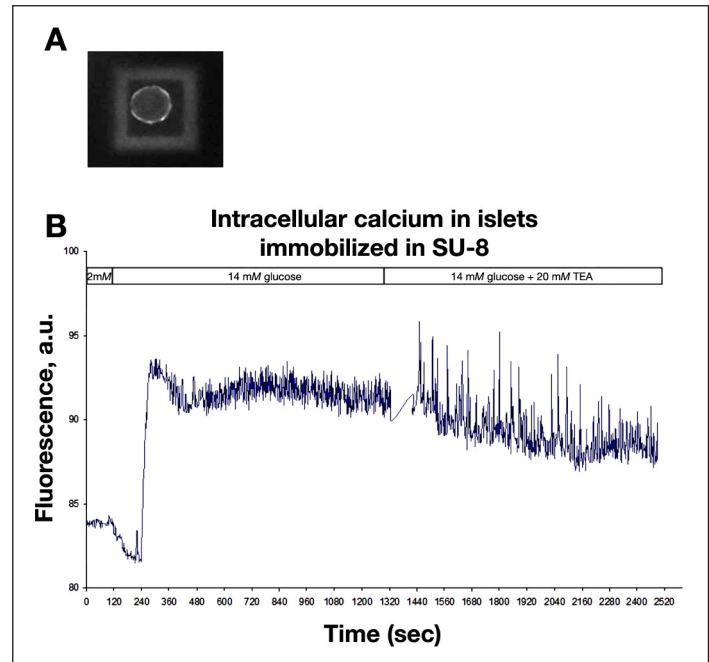 A
B
Intracellular calcium in islets
immobilized in SU-8
100
2mM
14 mM glucose
14 mM glucose + 20 mM TEA
95
90
85
80
Fluorescence, a.u.
0 120 240 360 480 600 720 840 960 1080 1200 1320 1440 1560 1680 1800 1920 2040 2160 2280 2400 2520
Time (sec)